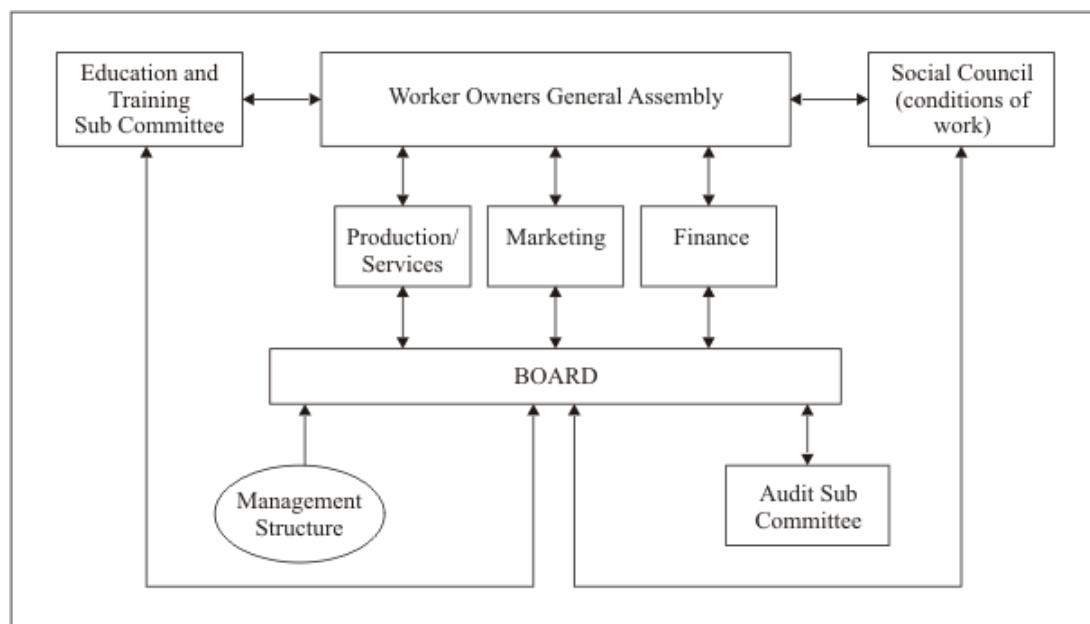 Education and
Training
Sub Committee
Worker Owners General Assembly
Social Council
(conditions of
work)
Production/
Services
Marketing
Finance
BOARD
Management
Structure
Audit Sub
Committee